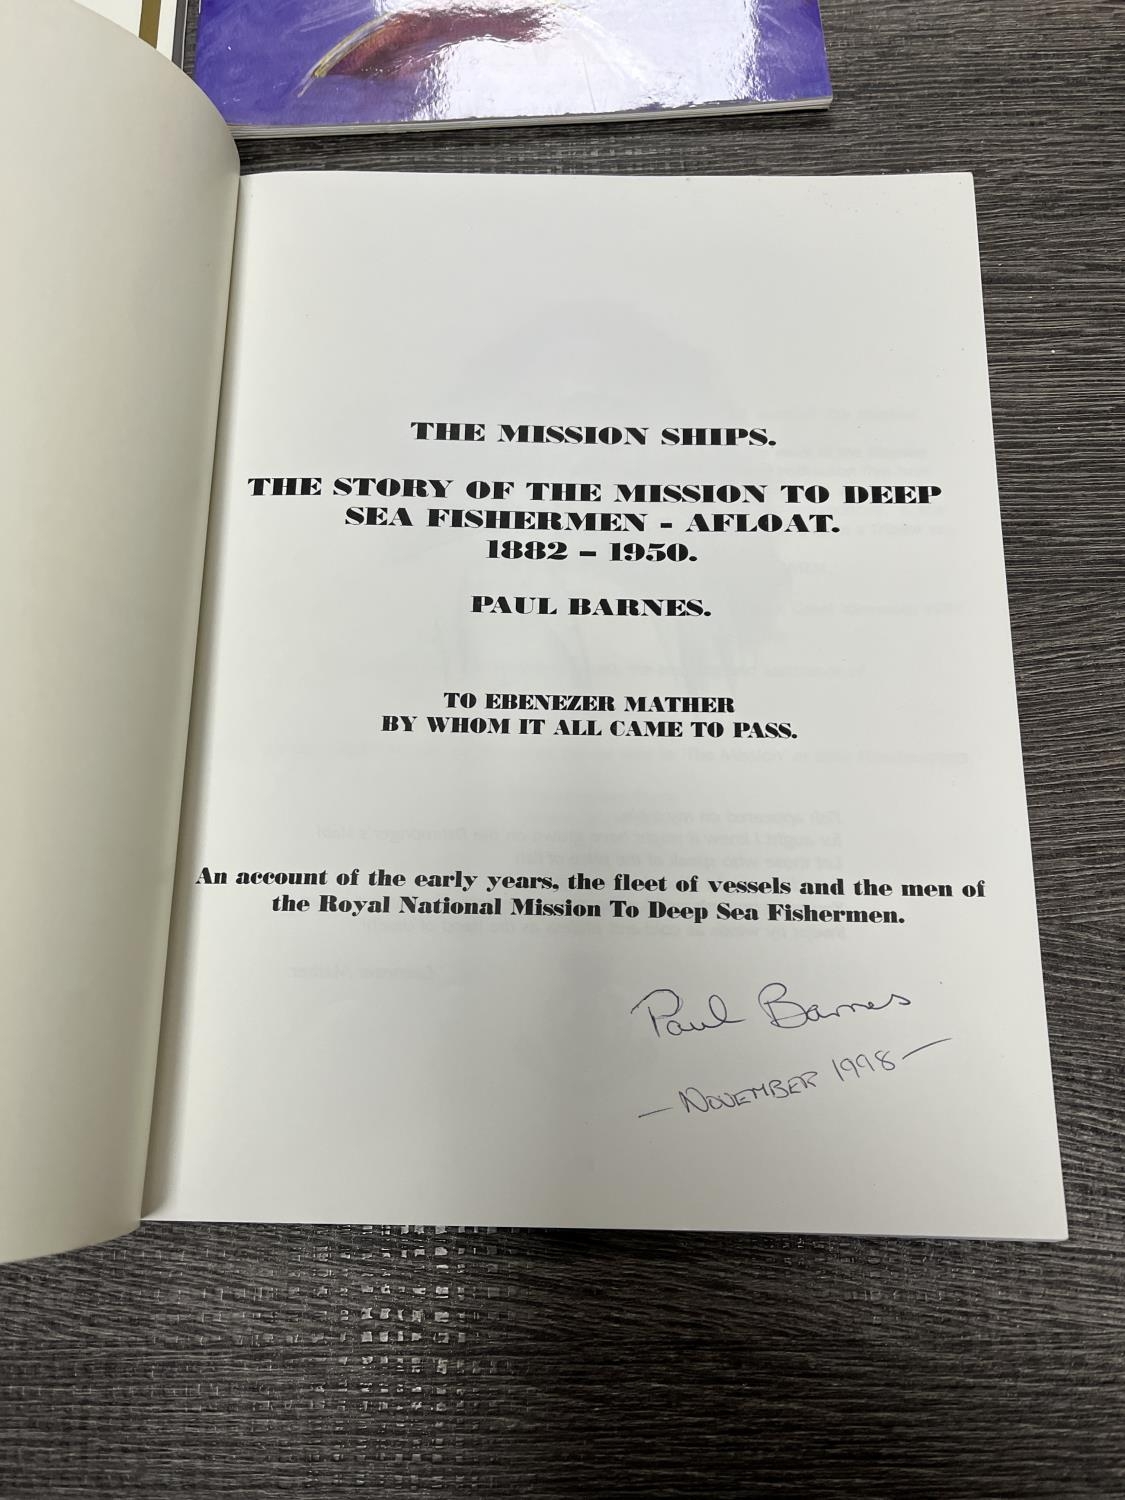 THE MISSION SHIPS.
THE STORY OF THE MISSION TO DEEP
SEA FISHERMEN - AFLOAT.
1882 - 1950.
PAUL BARNES.
TO EBENEZER MATHER
BY WHOM IT ALL CAME TO PASS.
An account of the early years, the fleet of vessels and the men of
the Royal National Mission To Deep Sea Fishermen.
Paul Barnes
- NOVEMBER 1998 -